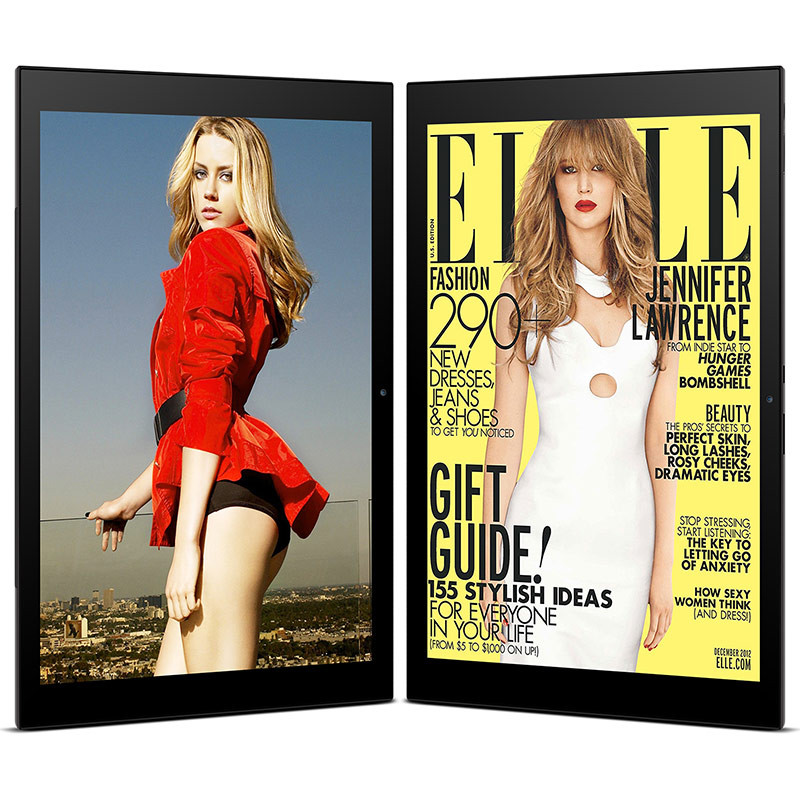 ELLE
U.S. EDITION
FASHION
290+
NEW
DRESSES,
JEANS
& SHOES
TO GET YOU NOTICED
GIFT
GUIDE!
155 STYLISH IDEAS
FOR EVERYONE
IN YOUR LIFE
(FROM $5 TO $1,000 ON UP!)
JENNIFER
LAWRENCE
FROM INDIE STAR TO
HUNGER
GAMES
BOMBSHELL
BEAUTY
THE PROS' SECRETS TO
PERFECT SKIN,
LONG LASHES,
ROSY CHEEKS,
DRAMATIC EYES
STOP STRESSING,
START LISTENING:
THE KEY TO
LETTING GO
OF ANXIETY
HOW SEXY
WOMEN THINK
(AND DRESS!)
DECEMBER 2012
ELLE.COM